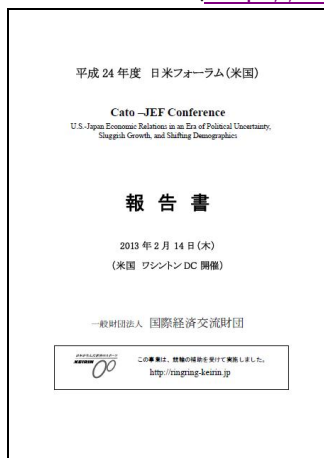 平成 24 年度 日米フォーラム（米国）
Cato –JEF Conference
U.S.-Japan Economic Relations in an Era of Political Uncertainty,
Sluggish Growth, and Shifting Demographics
報 告 書
2013 年 2 月 14 日（木）
（米国 ワシントン DC 開催）
一般財団法人 国際経済交流財団
KEIRIN
この事業は、競輪の補助を受けて実施しました。
http://ringring-keirin.jp